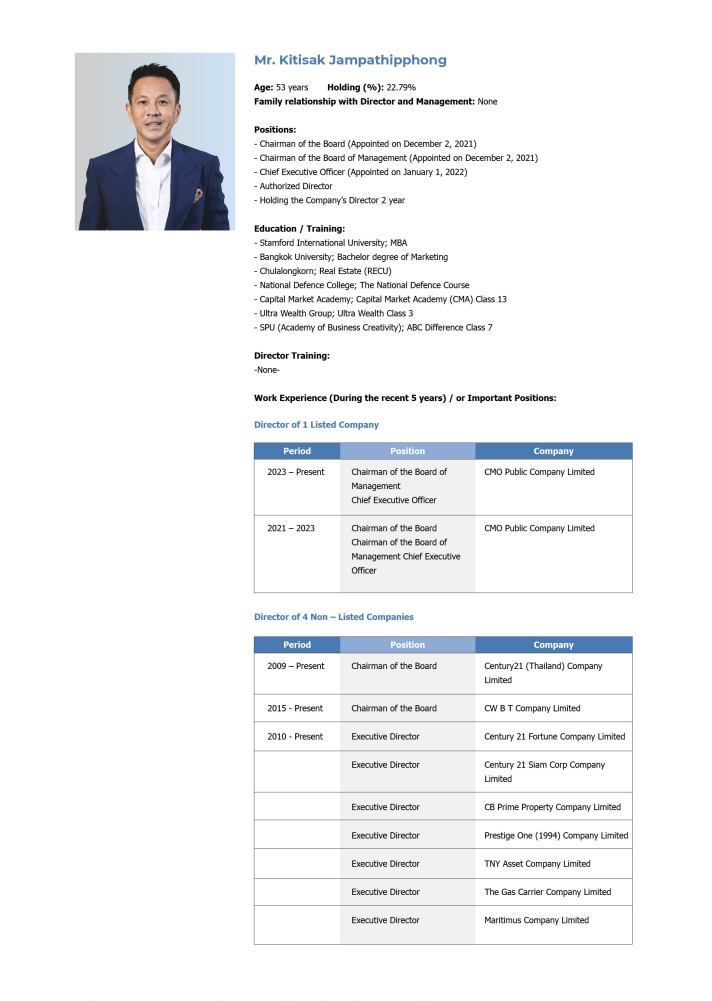 Mr. Kitisak Jampathipphong
Age: 53 years Holding (%): 22.79%
Family relationship with Director and Management: None
Positions:
- Chairman of the Board (Appointed on December 2, 2021)
- Chairman of the Board of Management (Appointed on December 2, 2021)
- Chief Executive Officer (Appointed on January 1, 2022)
- Authorized Director
- Holding the Company's Director 2 year
Education / Training:
- Stamford International University; MBA
- Bangkok University; Bachelor degree of Marketing
- Chulalongkorn; Real Estate (RECU)
- National Defence College; The National Defence Course
- Capital Market Academy; Capital Market Academy (CMA) Class 13
- Ultra Wealth Group; Ultra Wealth Class 3
- SPU (Academy of Business Creativity); ABC Difference Class 7
Director Training:
-None-
Work Experience (During the recent 5 years) / or Important Positions:
Director of 1 Listed Company
Period Position Company
2023 – Present Chairman of the Board of CMO Public Company Limited
Management
Chief Executive Officer
2021 – 2023 Chairman of the Board CMO Public Company Limited
Chairman of the Board of
Management Chief Executive
Officer
Director of 4 Non – Listed Companies
Period Position Company
2009 – Present Chairman of the Board Century21 (Thailand) Company
Limited
2015 - Present Chairman of the Board CW B T Company Limited
2010 - Present Executive Director Century 21 Fortune Company Limited
Executive Director Century 21 Siam Corp Company
Limited
Executive Director CB Prime Property Company Limited
Executive Director Prestige One (1994) Company Limited
Executive Director TNY Asset Company Limited
Executive Director The Gas Carrier Company Limited
Executive Director Maritimus Company Limited